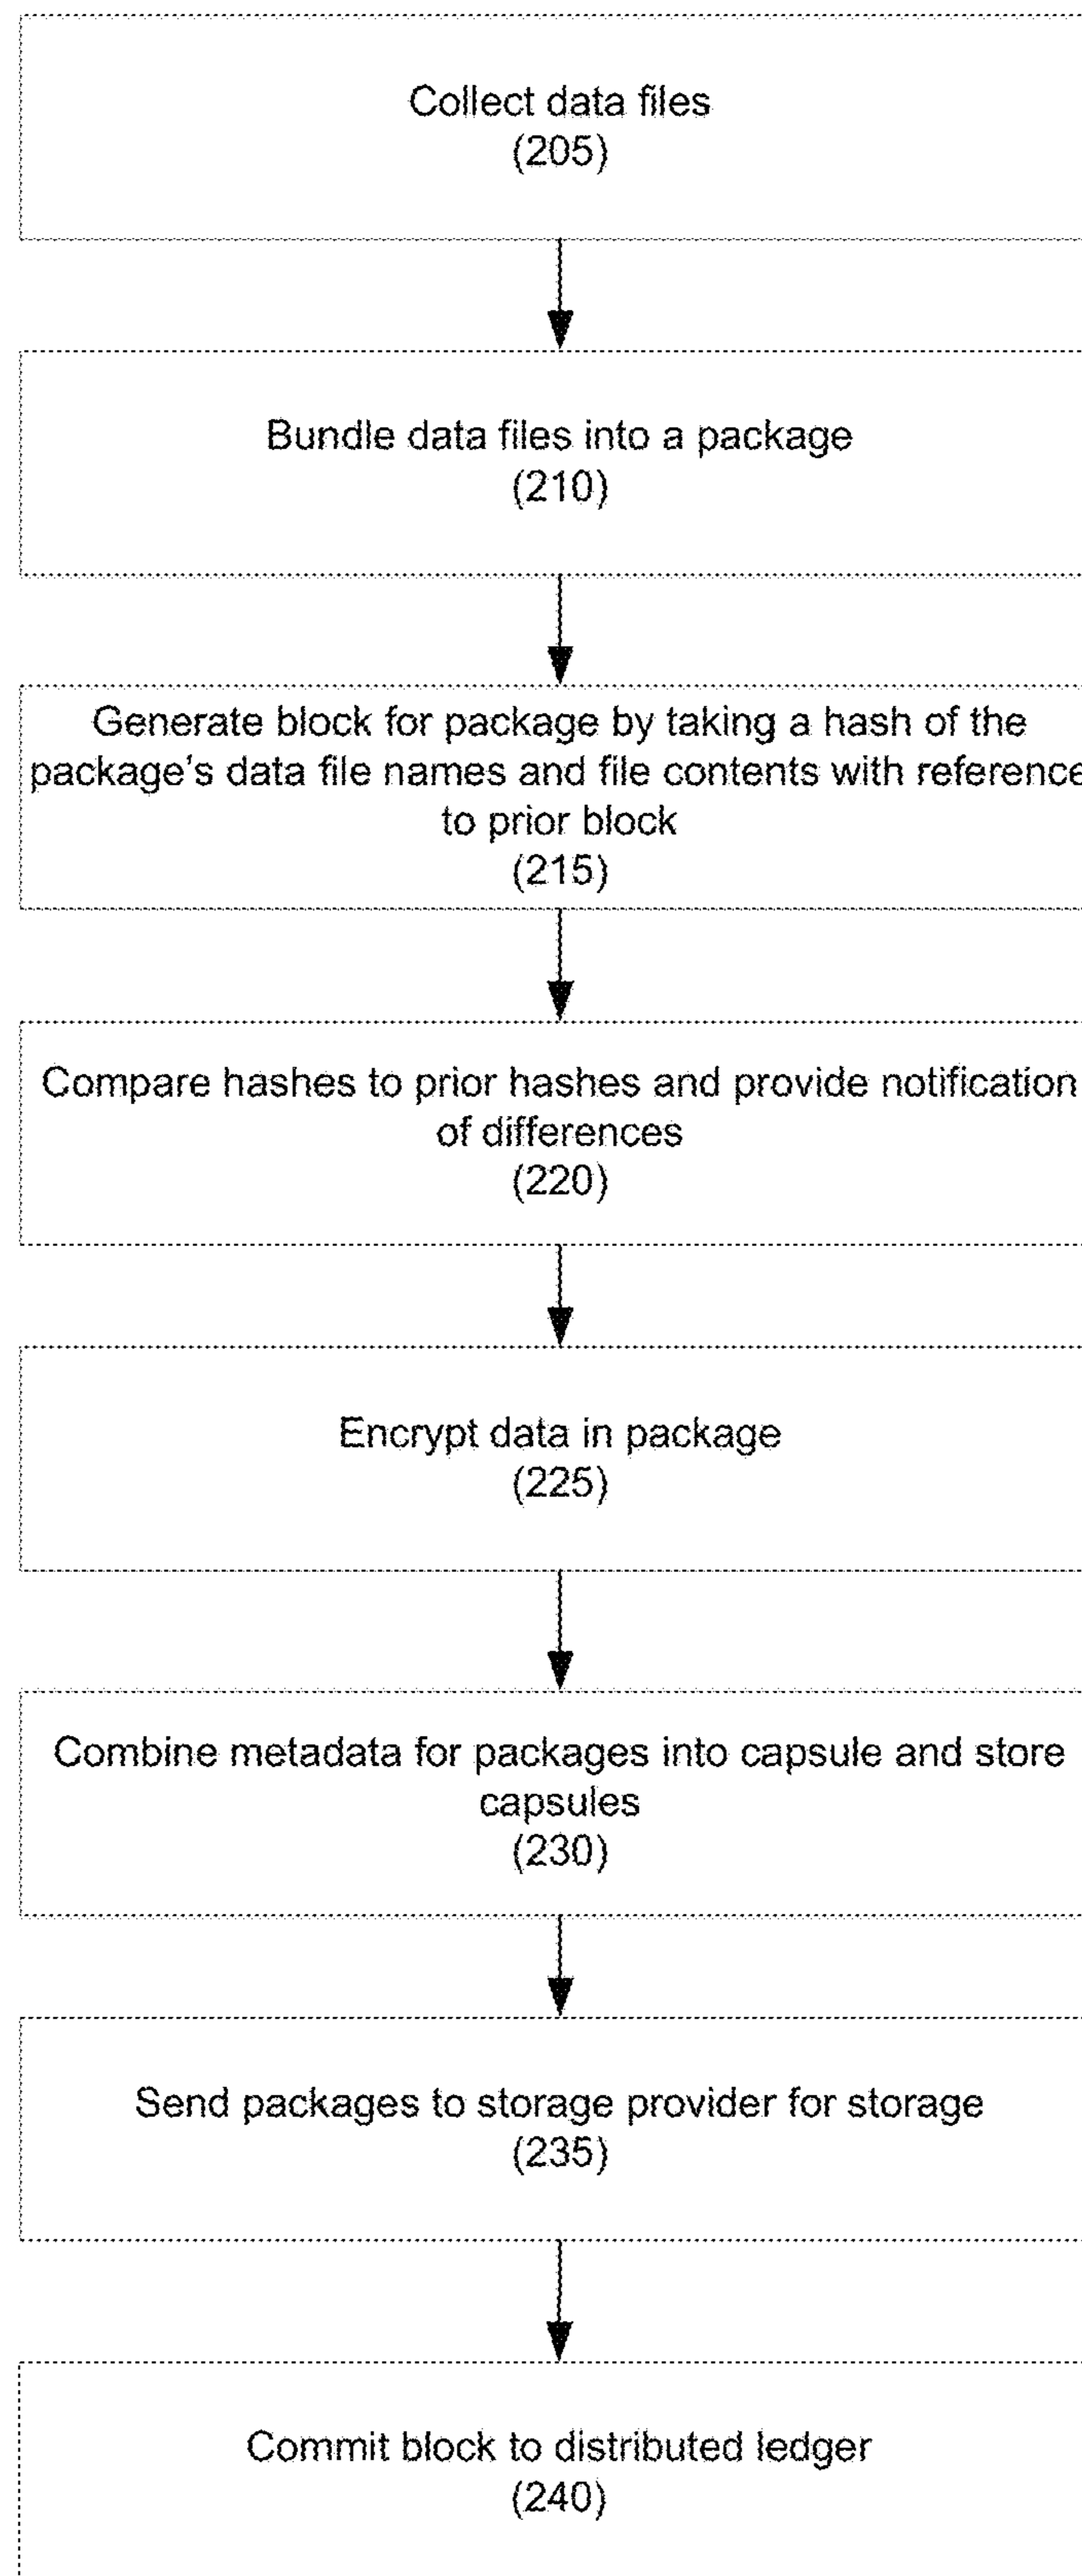 Collect data files
(205)
Bundle data files into a package
(210)
Generate block for package by taking a hash of the
package's data file names and file contents with reference
to prior block
(215)
Compare hashes to prior hashes and provide notification
of differences
(220)
Encrypt data in package
(225)
Combine metadata for packages into capsule and store
capsules
(230)
Send packages to storage provider for storage
(235)
Commit block to distributed ledger
(240)